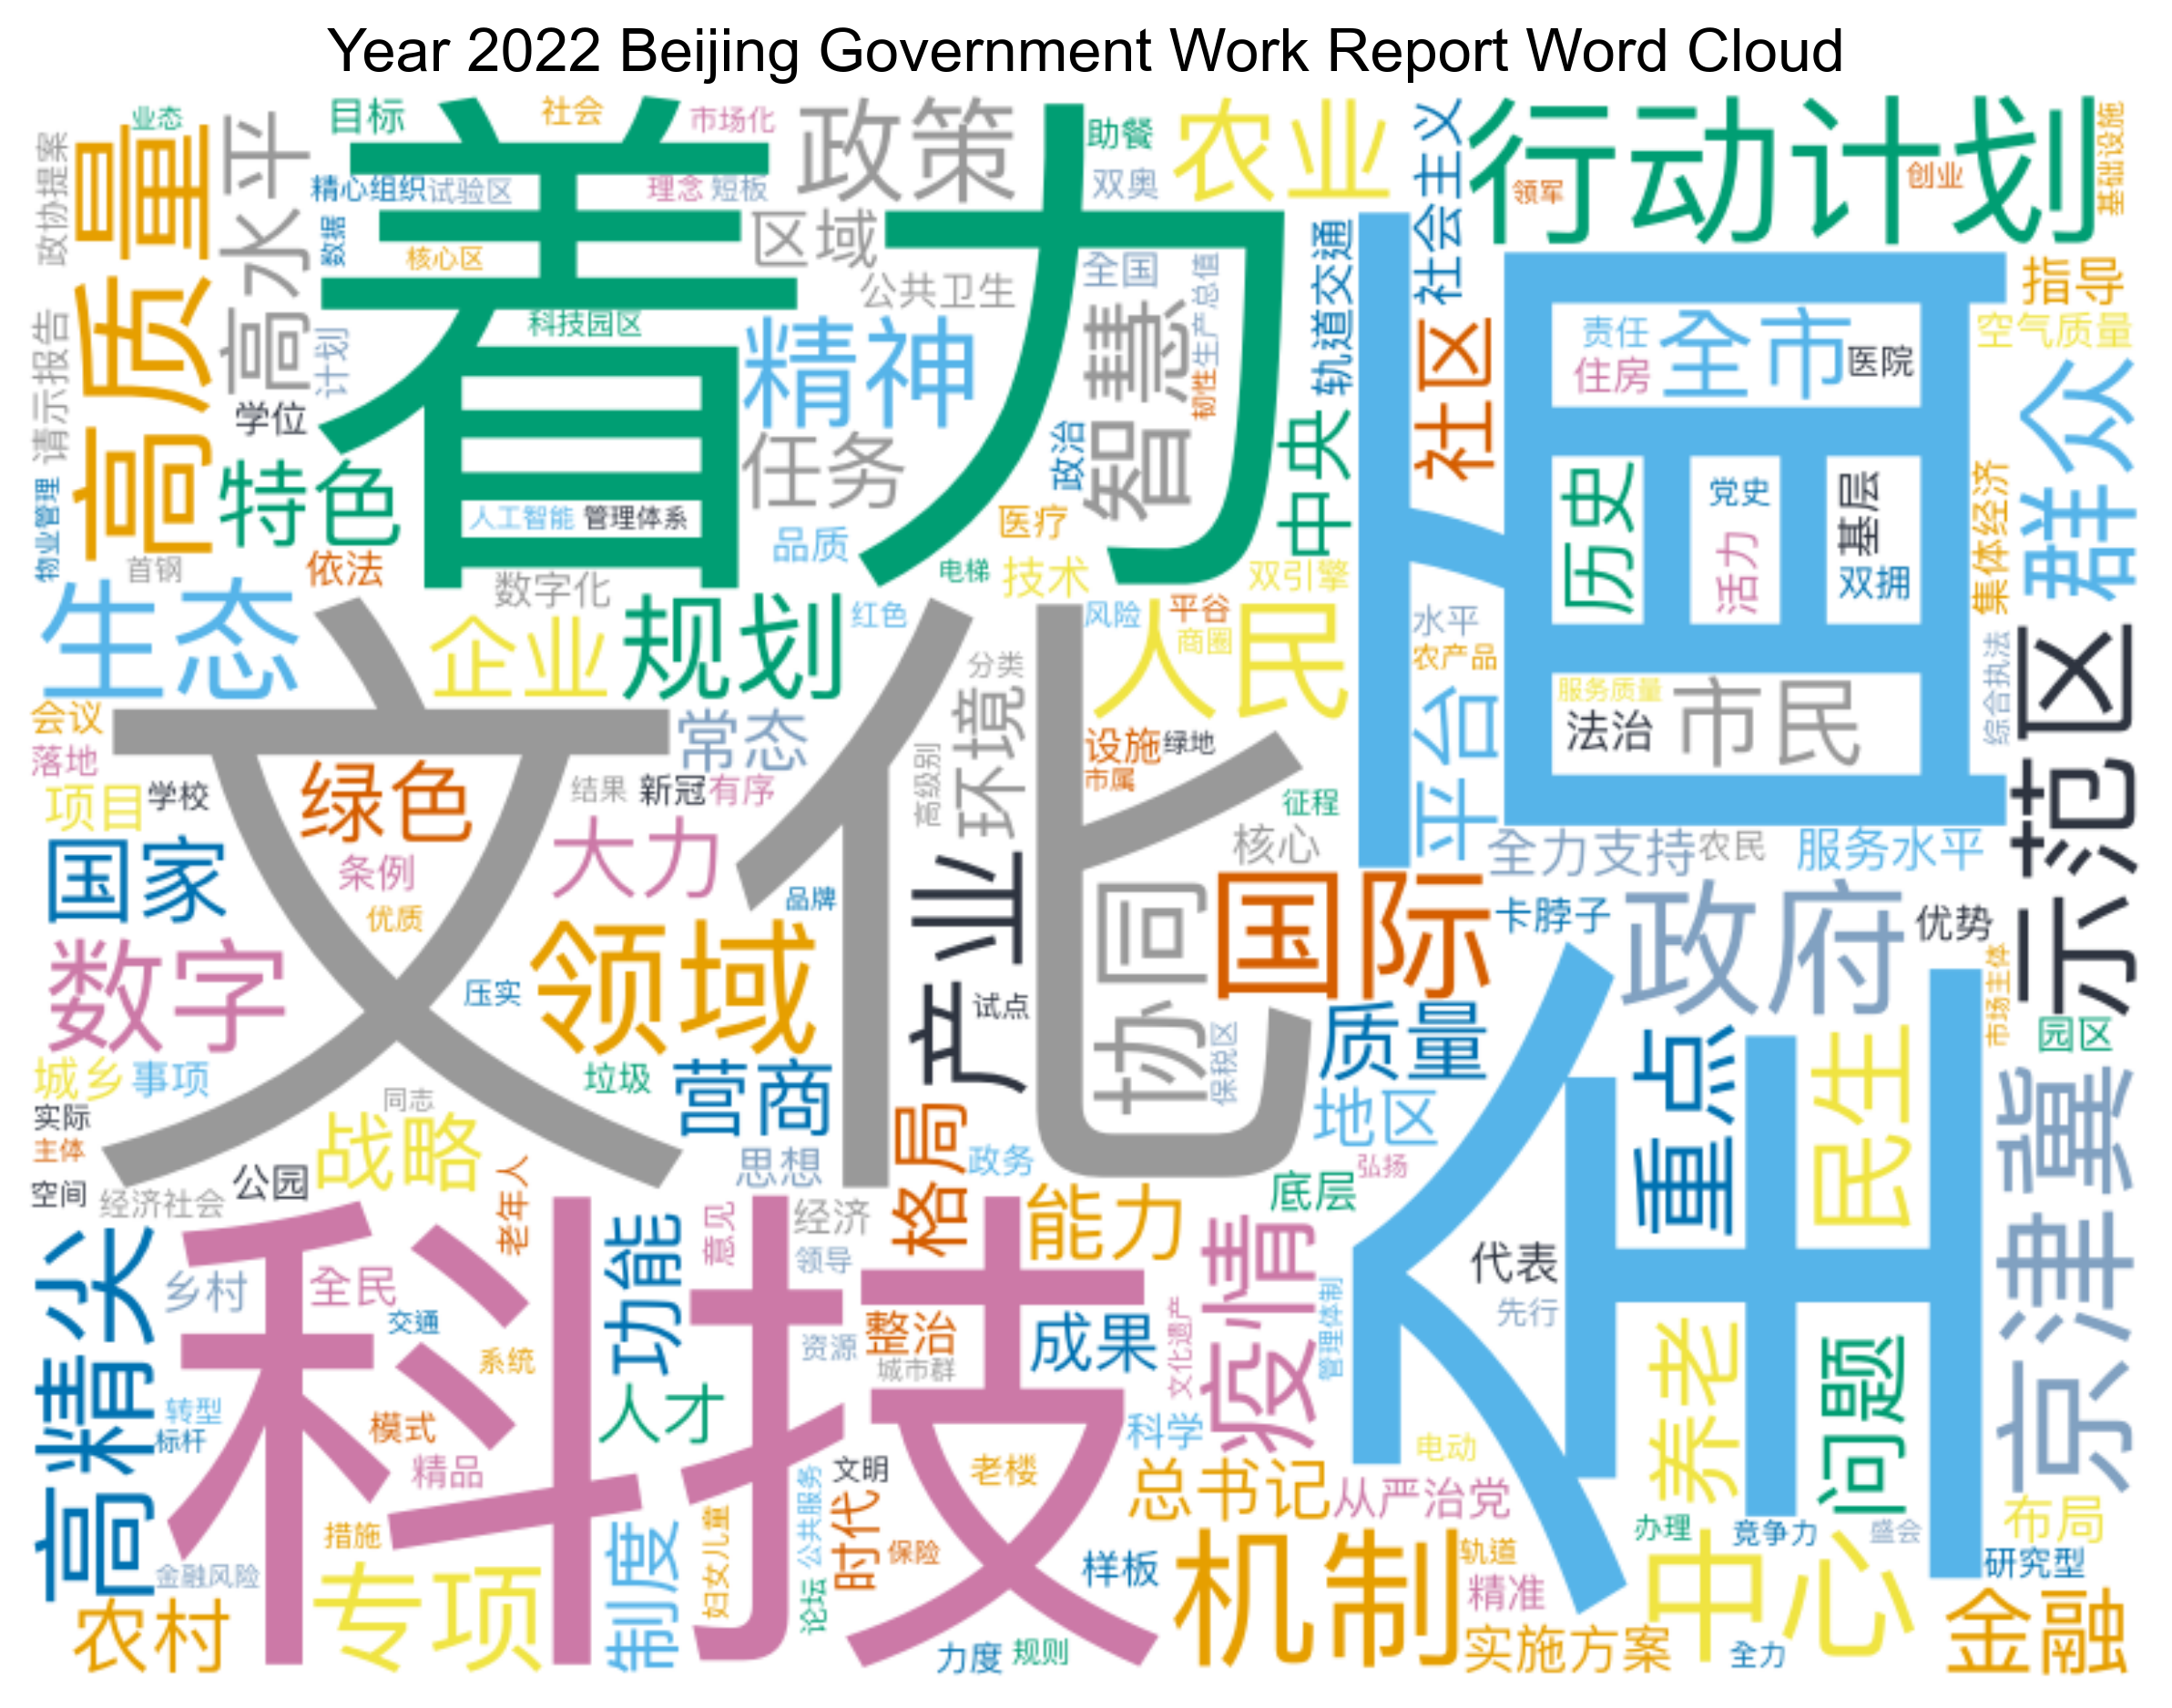 Year 2022 Beijing Government Work Report Word Cloud
业态
目标
社会
市场化
政策
助餐
农业
行动计划
社会主义
基础设施
政协提案
高质量
高水平
着力
精心组织
试验区
理念
短板
双奥
领军
创业
数据
核心区
区域
公共卫生
全国
生产总值
轨道交通
指导
科技园区
请示报告
计划
精神
智慧
韧性
社区
责任
全市
医院
住房
空气质量
群众
学位
特色
任务
政治
中央
历史
党史
基层
活力
双拥
集体经济
物业管理
人工智能
管理体系
品质
医疗
首钢
依法
数字化
电梯
技术
双引擎
生态
企业
规划
红色
风险
平谷
人民
商圈
水平
农产品
综合执法
示范区
会议
文化
常态
分类
环境
设施
绿地
市属
平台
服务质量
法治
市民
落地
项目
学校
绿色
结果
新冠
有序
高级别
征程
核心
全力支持
农民
服务水平
国家
条例
大力
优质
品牌
产业
协同
国际
卡脖子
政府
优势
疏解
数字
压实
领域
试点
质量
市场主体
园区
城乡
事项
垃圾
营商
保税区
地区
重点
民生
京津冀
实际
同志
主体
战略
思想
格局
政务
弘扬
空间
经济社会
公园
老年人
底层
高精尖
科技
功能
意见
经济
能力
疫情
代表
先行
乡村
全民
领导
交通
资源
整治
成果
城市群
文化遗产
管理体制
养老
问题
系统
转型
标杆
模式
人才
科学
电动
精品
文明
老楼
总书记
从严治党
措施
制度
妇女儿童
公共服务
时代
保险
样板
机制
轨道
办理
竞争力
盛会
布局
金融风险
论坛
精准
中心
研究型
农村
专项
力度
规则
实施方案
全力
金融